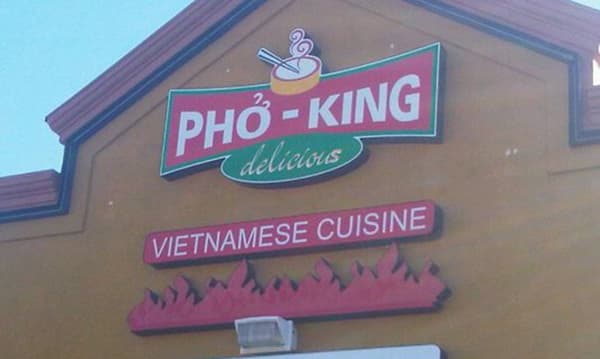 PHỞ - KING
delicious
VIETNAMESE CUISINE